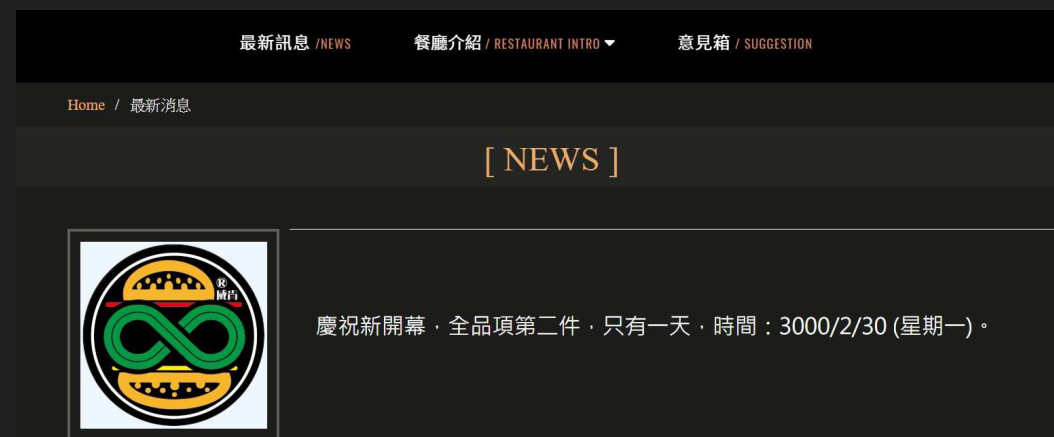 最新訊息 /NEWS 餐廳介紹 / RESTAURANT INTRO 意見箱 / SUGGESTION
Home / 最新消息
[ NEWS ]
®
威肯
慶祝新開幕，全品項第二件，只有一天，時間：3000/2/30 (星期一)。